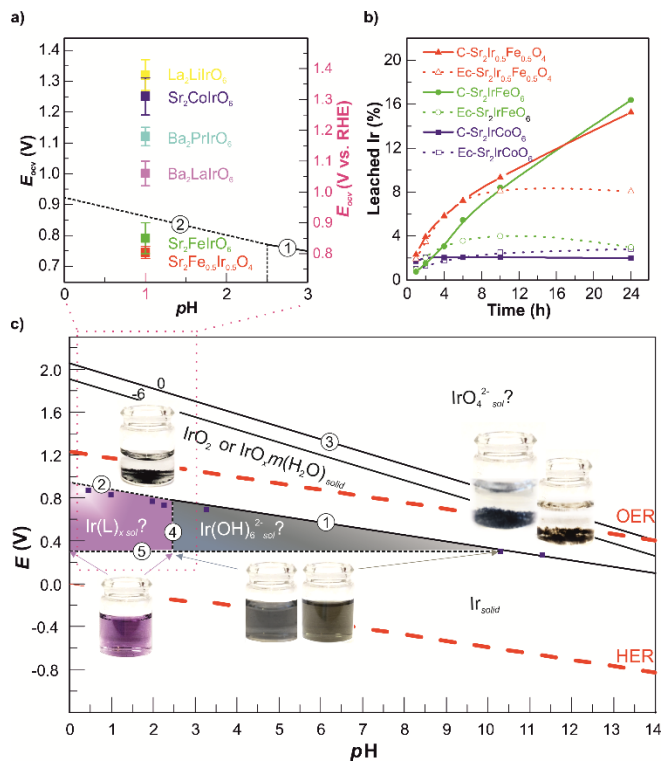 a)
1.4
1.3
1.2
1.1
1.0
0.9
0.8
0.7
E_ocv (V)
La₂LiIrO₆
Sr₂CoIrO₆
Ba₂PrIrO₆
Ba₂LaIrO₆
2
1
Sr₂FeIrO₆
Sr₂Fe₀.₅Ir₀.₅O₄
0
1
2
3
pH
1.4
1.3
1.2
1.1
1.0
0.9
0.8
E_ocv (V vs. RHE)
b)
20
16
12
8
4
0
Leached Ir (%)
C-Sr₂Ir₀.₅Fe₀.₅O₄
Ec-Sr₂Ir₀.₅Fe₀.₅O₄
C-Sr₂IrFeO₆
Ec-Sr₂IrFeO₆
C-Sr₂IrCoO₆
Ec-Sr₂IrCoO₆
0 4 8 12 16 20 24
Time (h)
c)
2.0
1.6
1.2
0.8
0.4
0.0
-0.4
-0.8
E (V)
0
-6
3
IrO₄²⁻ sol?
IrO₂ or IrOₓm(H₂O)solid
2
OER
Ir(L)ₓ sol?
4
Ir(OH)₆²⁻ sol?
1
5
Ir solid
HER
0 1 2 3 4 5 6 7 8 9 10 11 12 13 14
pH